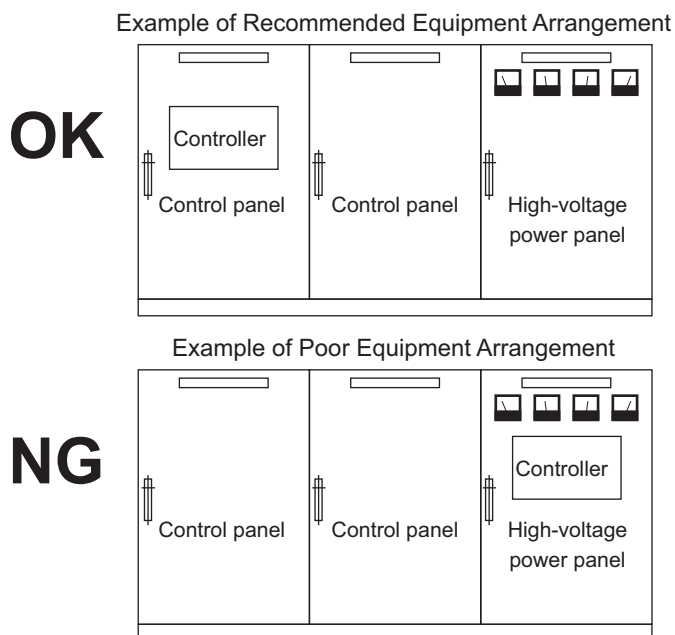 Example of Recommended Equipment Arrangement
OK
Controller
Control panel
Control panel
High-voltage
power panel
Example of Poor Equipment Arrangement
NG
Controller
Control panel
Control panel
High-voltage
power panel